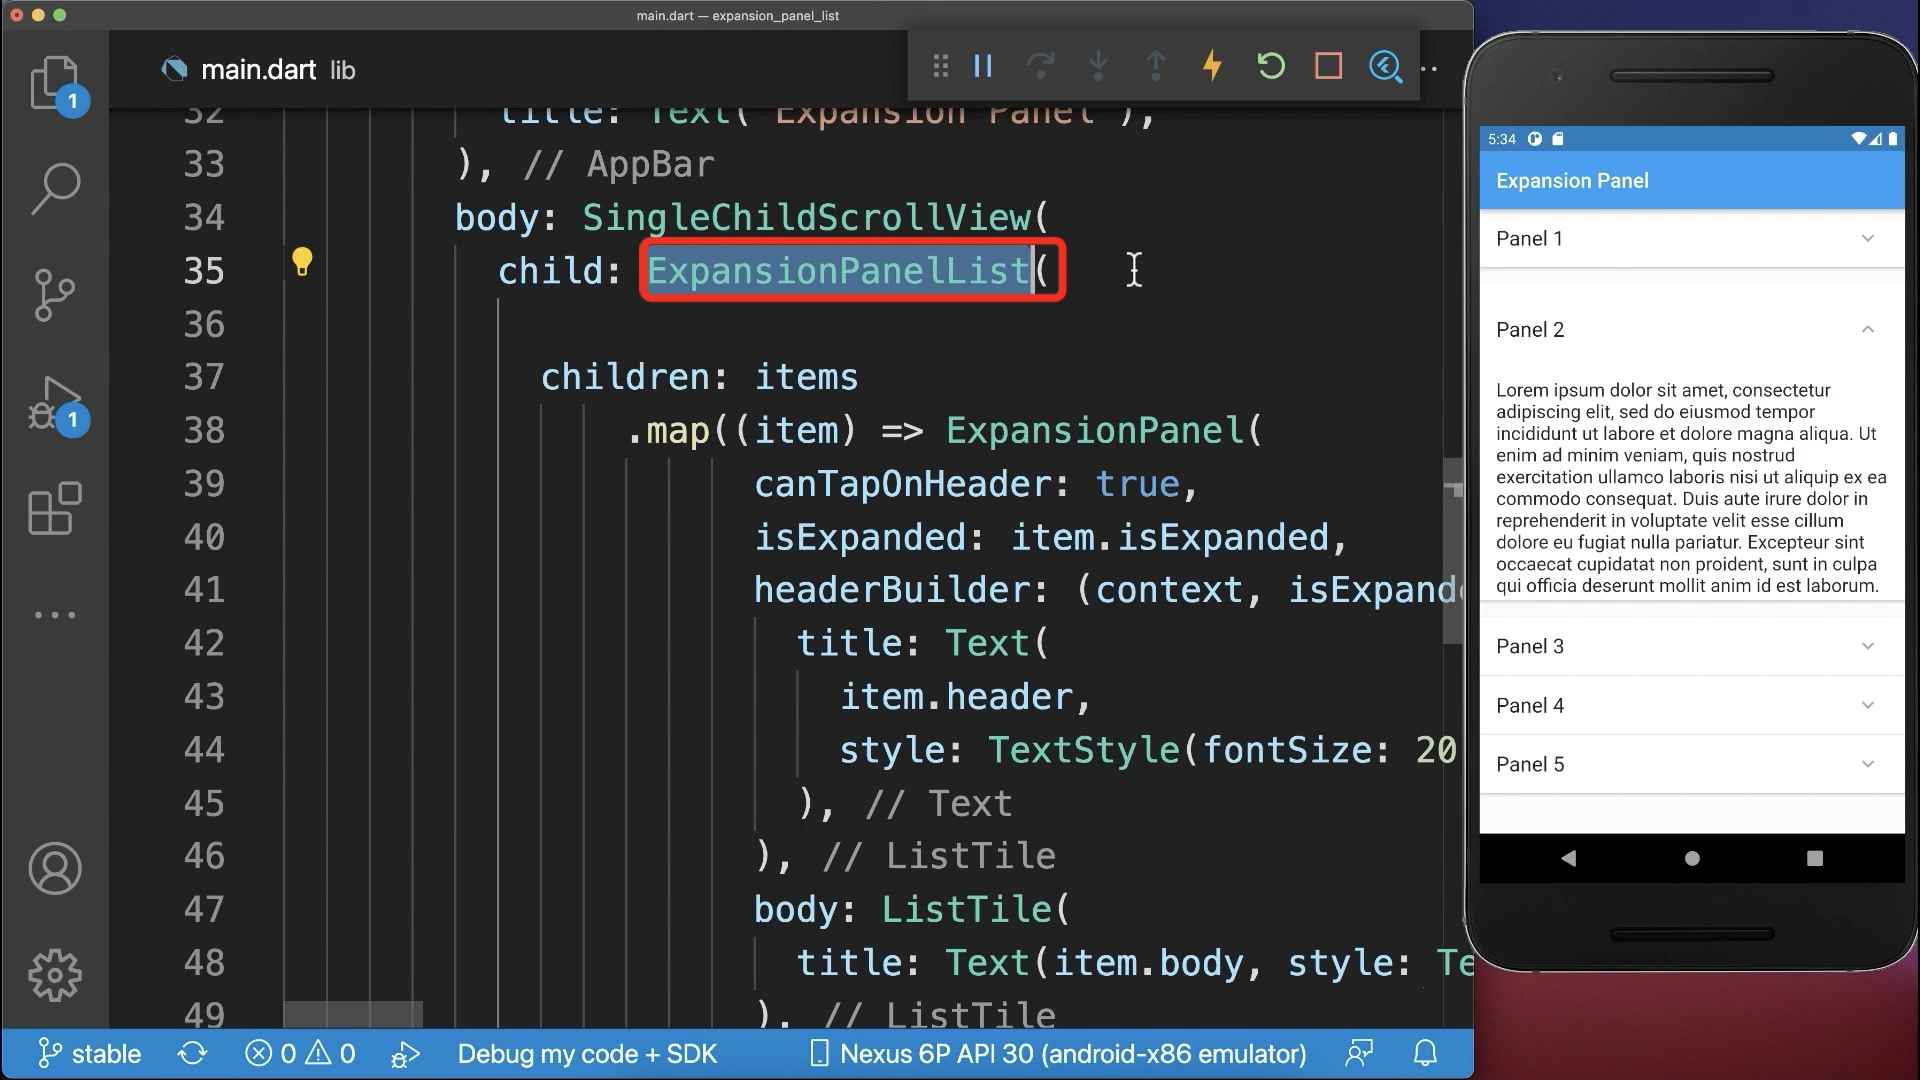 main.dart — expansion_panel_list
main.dart lib
1
32 title: Text( Expansion Panel ),
33 ), // AppBar
34 body: SingleChildScrollView(
35 child: ExpansionPanelList(
36
37 children: items
38 .map((item) => ExpansionPanel(
39 canTapOnHeader: true,
40 isExpanded: item.isExpanded,
41 headerBuilder: (context, isExpande
42 title: Text(
43 item.header,
44 style: TextStyle(fontSize: 20
45 ), // Text
46 ), // ListTile
47 body: ListTile(
48 title: Text(item.body, style: Te
49 ), // ListTile
1
stable 0 0 Debug my code + SDK Nexus 6P API 30 (android-x86 emulator)
5:34
Expansion Panel
Panel 1
Panel 2
Lorem ipsum dolor sit amet, consectetur
adipiscing elit, sed do eiusmod tempor
incididunt ut labore et dolore magna aliqua. Ut
enim ad minim veniam, quis nostrud
exercitation ullamco laboris nisi ut aliquip ex ea
commodo consequat. Duis aute irure dolor in
reprehenderit in voluptate velit esse cillum
dolore eu fugiat nulla pariatur. Excepteur sint
occaecat cupidatat non proident, sunt in culpa
qui officia deserunt mollit anim id est laborum.
Panel 3
Panel 4
Panel 5